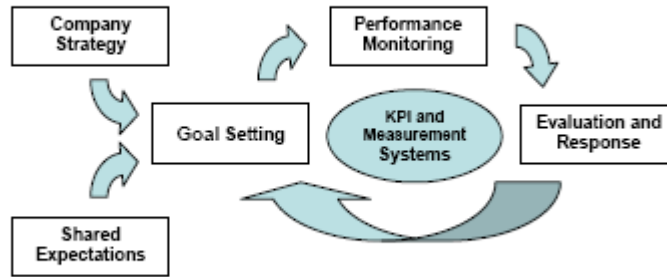 Company
Strategy
Performance
Monitoring
Goal Setting
KPI and
Measurement
Systems
Evaluation and
Response
Shared
Expectations